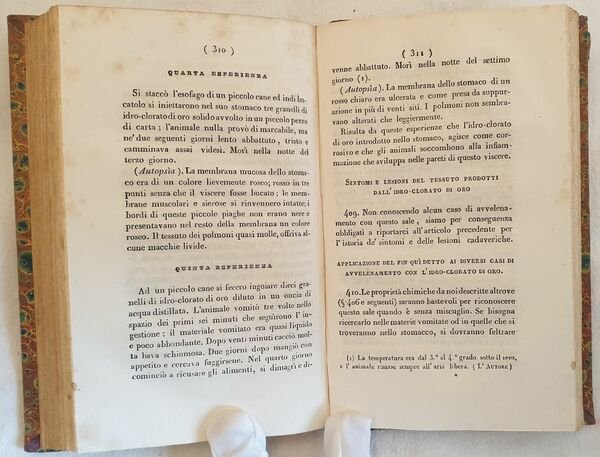 ( 310 )
QUARTA ESPERIENZA
Si staccò l'esofago di un piccolo cane ed indi bu-
catolo si iniettarono nel suo stomaco tre granelli di
idro-clorato di oro solido avvolto in un piccolo pezzo
di carta; l'animale nulla provò di marcabile, ma
ne' due seguenti giorni lento abbattuto, tristo e
camminava assai videsi. Morì nella notte del
terzo giorno.
(Autopsia). La membrana mucosa dello stoma-
co era di un colore lievemente roseo; rosso in tre
punti senza che il viscere fosse bucato; le mem-
brane muscolari e sierose si rinvennero intatte; i
bordi di queste piccole piaghe non erano nere e
presentavano nel resto della membrana un colore
roseo. Il tessuto dei polmoni quasi molle, offriva al-
cune macchie livide.
QUINTA ESPERIENZA
Ad un piccolo cane si fecero ingoiare dieci gra-
nelli di idro-clorato di oro diluto in un oncia di
acqua distillata. L'animale vomitò tre volte nello
spazio dei primi sei minuti che seguirono l' in-
gestione: il materiale vomitato era quasi liquido
e poco abbondante. Dopo venti minuti cacciò mol-
ta bava schiumosa. Due giorni dopo mangiò con
appetito e cercava faggirsene. Nel quarto giorno
cominciò a ricusare gli alimenti, si dimagrì e di-
( 311 )
venne abbattuto. Morì nella notte del settimo
giorno (1).
(Autopsia). La membrana dello stomaco di un
rosso chiaro era ulcerata e come presa da suppu-
razione in più di venti siti. I polmoni non sembra-
vano alterati che leggiermente.
Risulta da queste esperienze che l'idro-clorato
di oro introdotto nello stomaco, agisce come cor-
rosivo e che gli animali soccombono alla infiam-
mazione che sviluppa nelle pareti di questo viscere.
SINTOMI E LESIONI DEL TESSUTO PRODOTTI
DALL'IDRO-CLORATO DI ORO
409. Non conoscendo alcun caso di avvelena-
mento con questo sale, siamo per conseguenza
obbligati a riportarci all'articolo precedente per
l'istoria de' sintomi e delle lesioni cadaveriche.
APPLICAZIONE DEL FIN QUÌ DETTO AI DIVERSI CASI DI
AVVELENAMENTO CON L'IDRO-CLORATO DI ORO.
410. Le proprietà chimiche da noi descritte altrove
(§ 406 e seguenti) saranno bastevoli per riconoscere
questo sale quando è senza miscuglio. Se bisogna
ricercarlo nelle materie vomitate od in quelle che si
troveranno nello stomacco, si dovranno feltrare
(1) La temperatura era dal 3.° al 4.° grado sotto il zero,
e l'animale rimase sempre all'aria libera. (L'AUTORE)
*